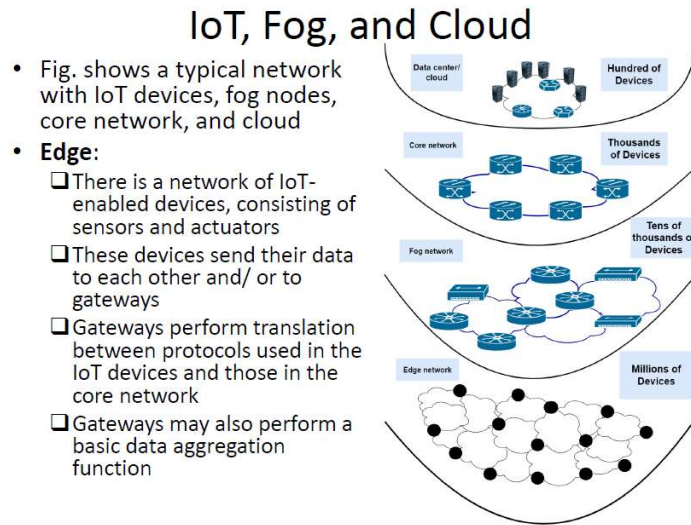 IoT, Fog, and Cloud
• Fig. shows a typical network
with IoT devices, fog nodes,
core network, and cloud
• Edge:
❑There is a network of IoT-
enabled devices, consisting of
sensors and actuators
❑These devices send their data
to each other and/ or to
gateways
❑Gateways perform translation
between protocols used in the
IoT devices and those in the
core network
❑Gateways may also perform a
basic data aggregation
function
Data center/
cloud
Hundred of
Devices
Core network
Thousands
of Devices
Fog network
Tens of
thousands o
Devices
Edge network
Millions of
Devices